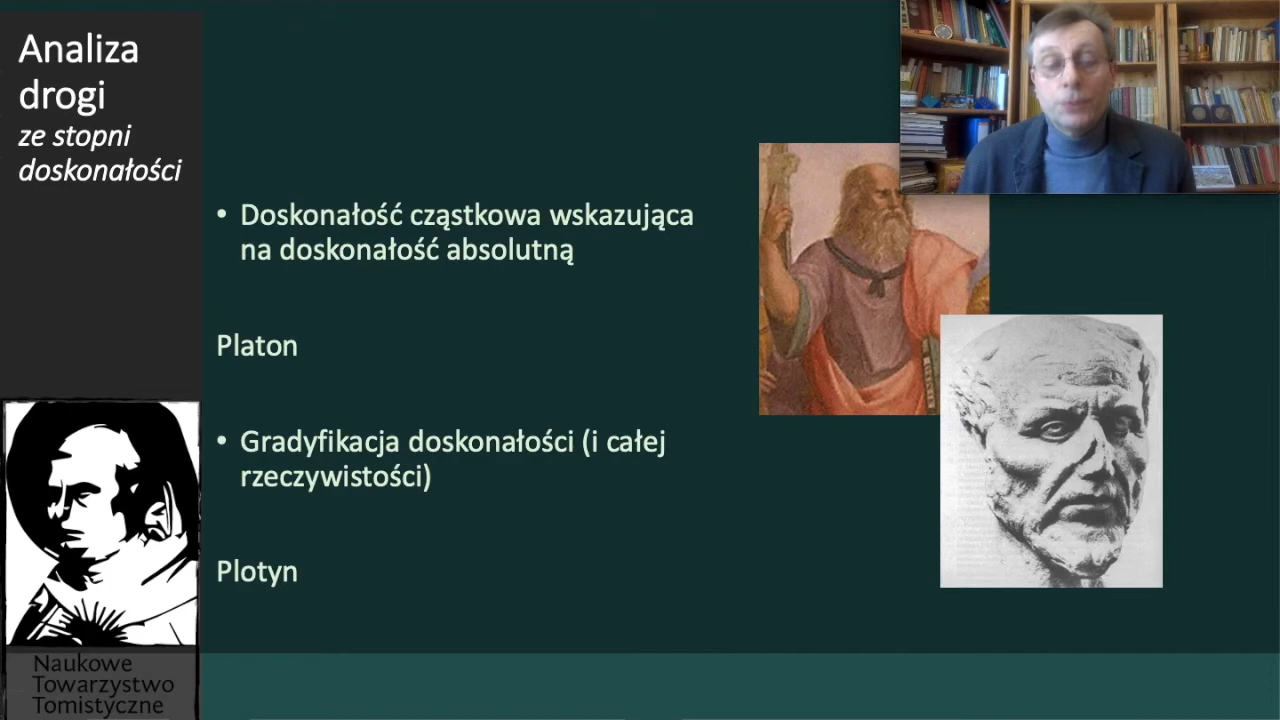 Analiza
drogi
ze stopni
doskonałości
• Doskonałość cząstkowa wskazująca
na doskonałość absolutną
Platon
• Gradyfikacja doskonałości (i całej
rzeczywistości)
Plotyn
Naukowe
Towarzystwo
Tomistyczne